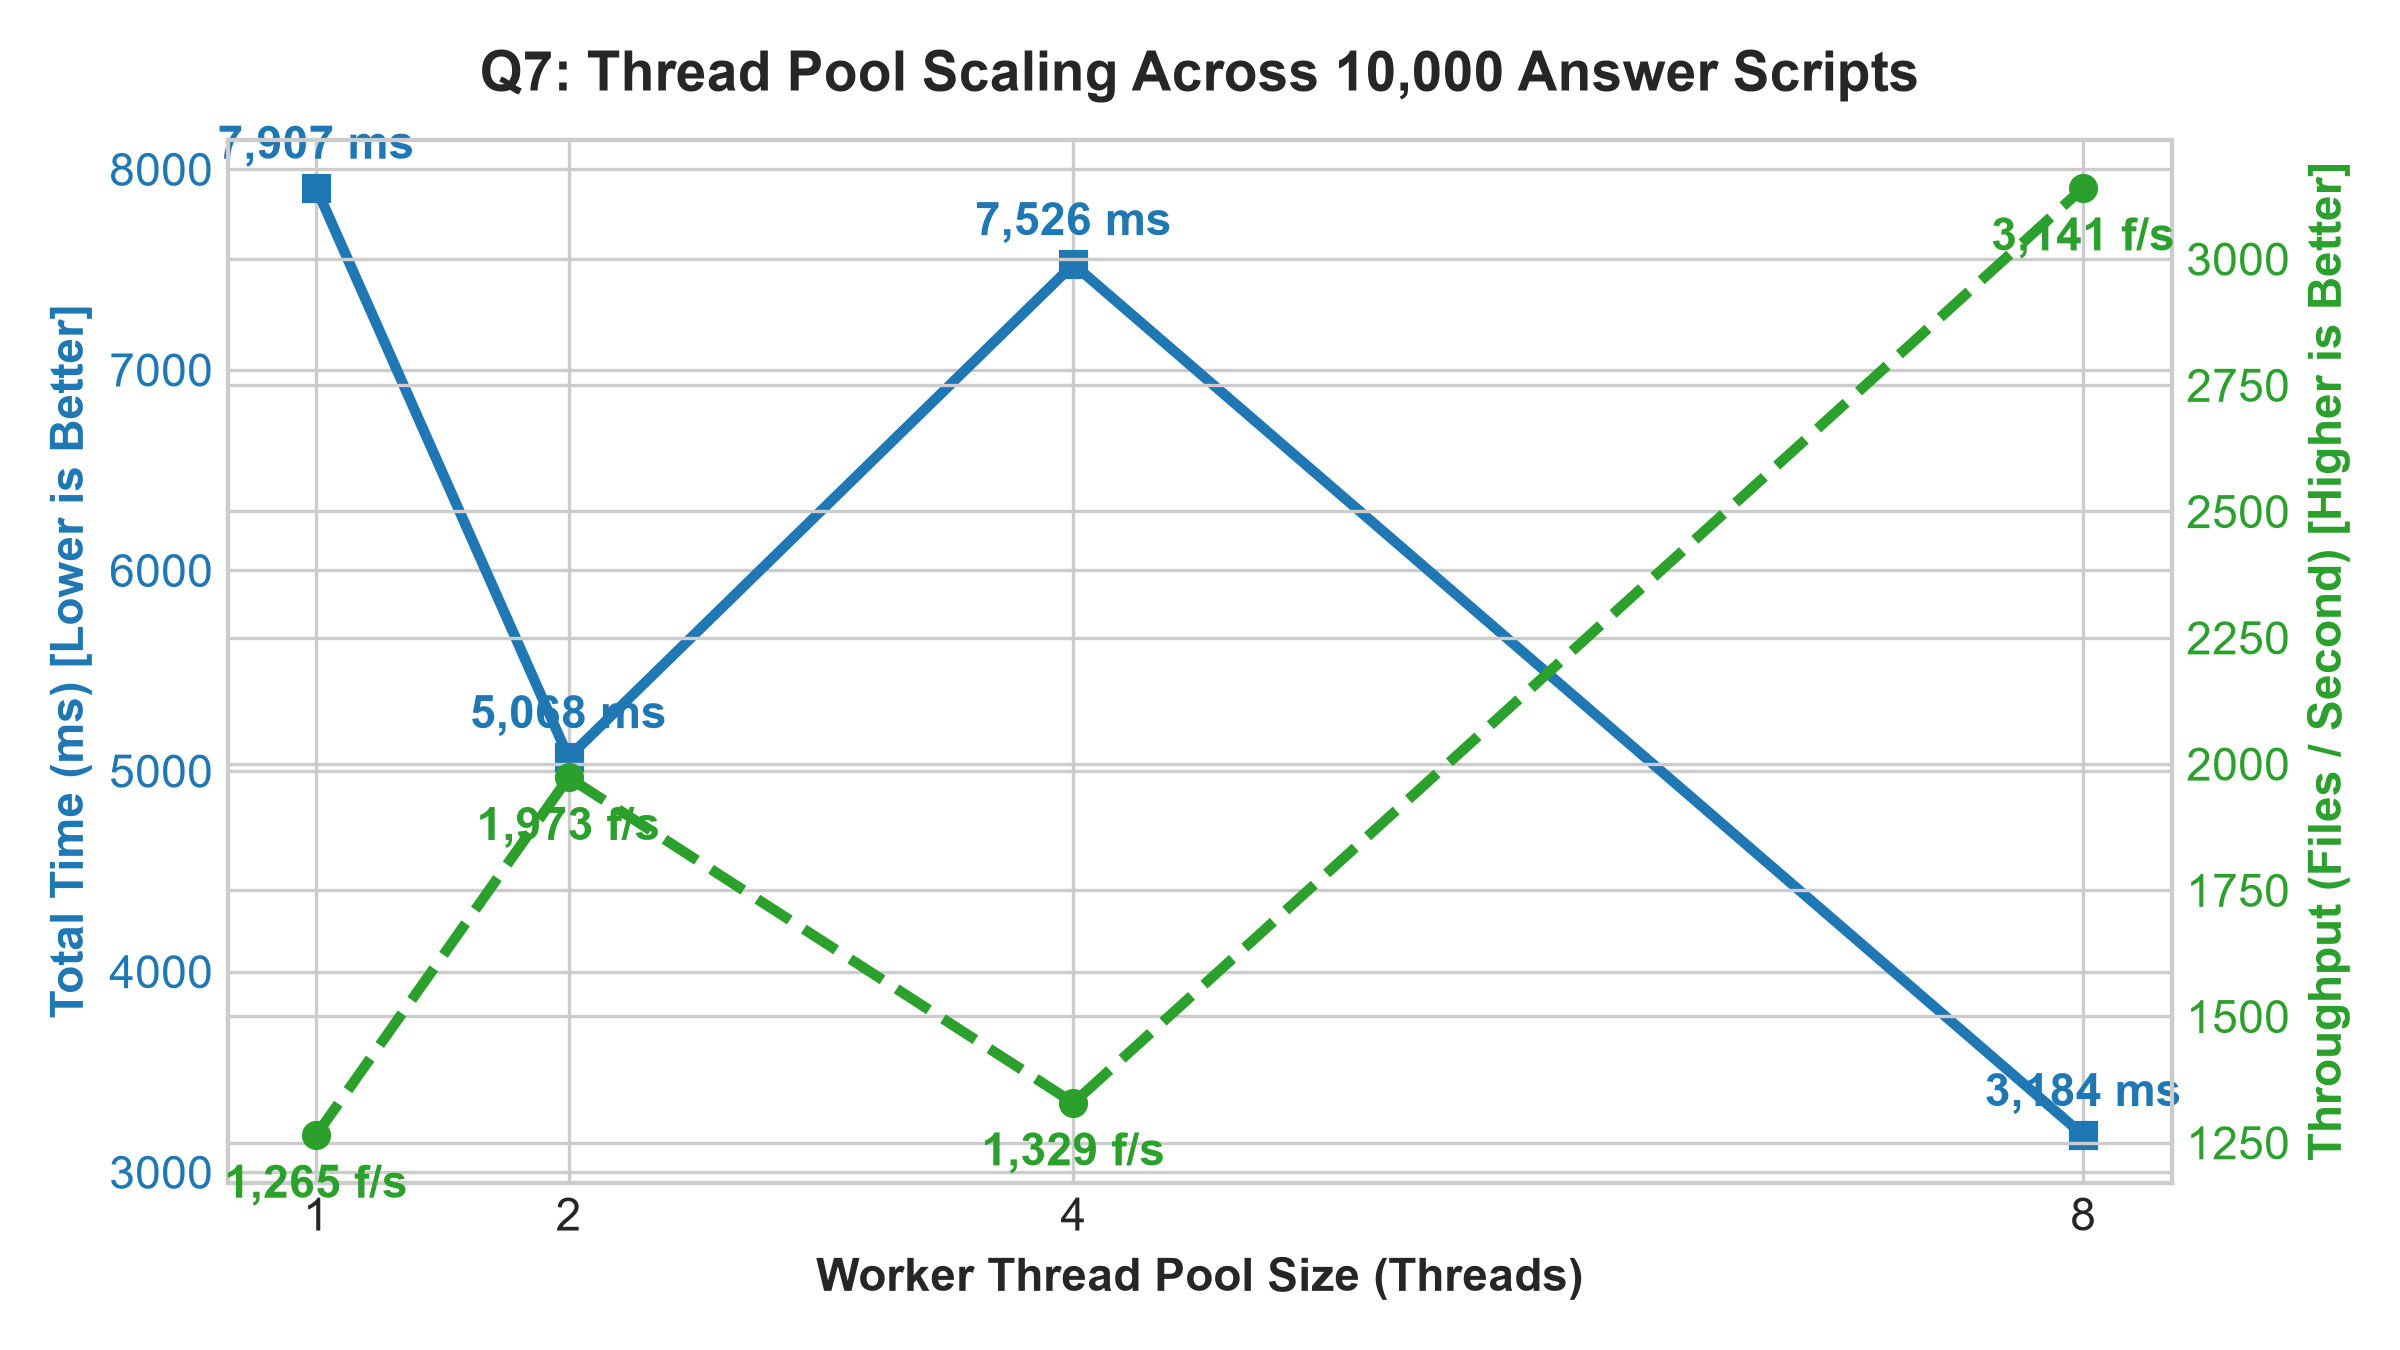 Q7: Thread Pool Scaling Across 10,000 Answer Scripts
Total Time (ms) [Lower is Better]
8000
7000
6000
5000
4000
3000
7,907 ms
5,068 ms
7,526 ms
3,184 ms
1,265 f/s
1,973 f/s
1,329 f/s
3,141 f/s
3000
2750
2500
2250
2000
1750
1500
1250
Throughput (Files / Second) [Higher is Better]
1 2 4 8
Worker Thread Pool Size (Threads)